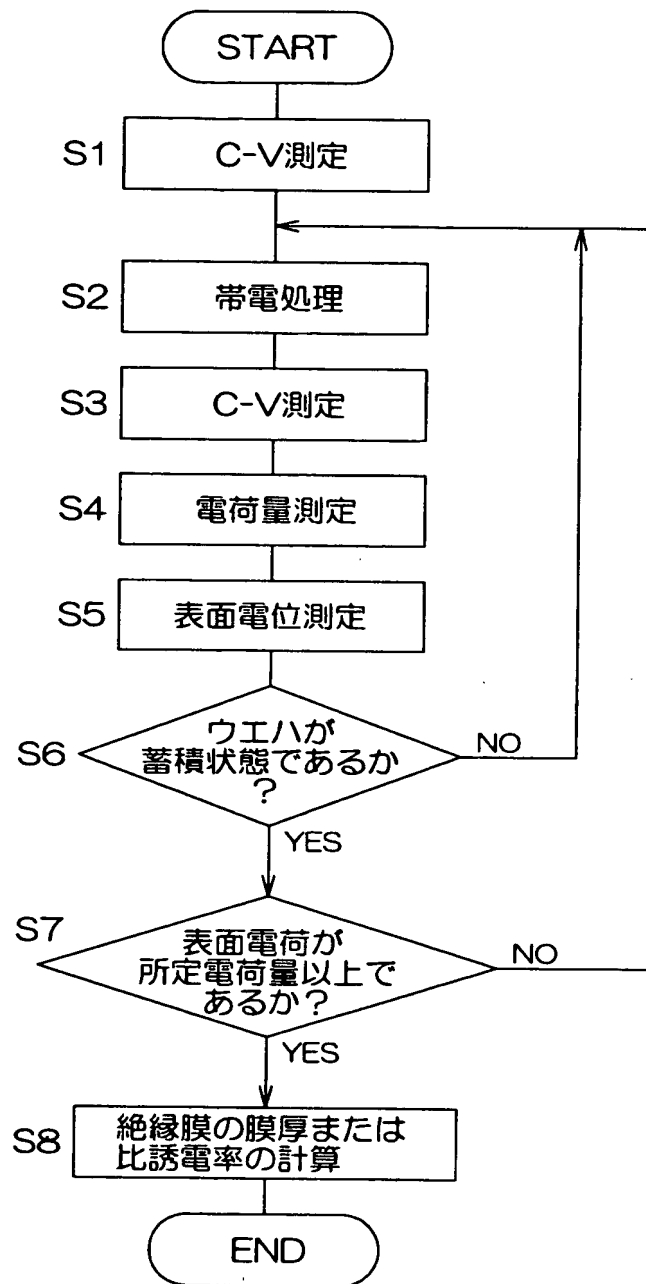 START
S1
C-V測定
S2
帯電処理
S3
C-V測定
S4
電荷量測定
S5
表面電位測定
S6
ウエハが
蓄積状態であるか
?
NO
YES
S7
表面電荷が
所定電荷量以上で
あるか?
NO
YES
S8
絶縁膜の膜厚または
比誘電率の計算
END